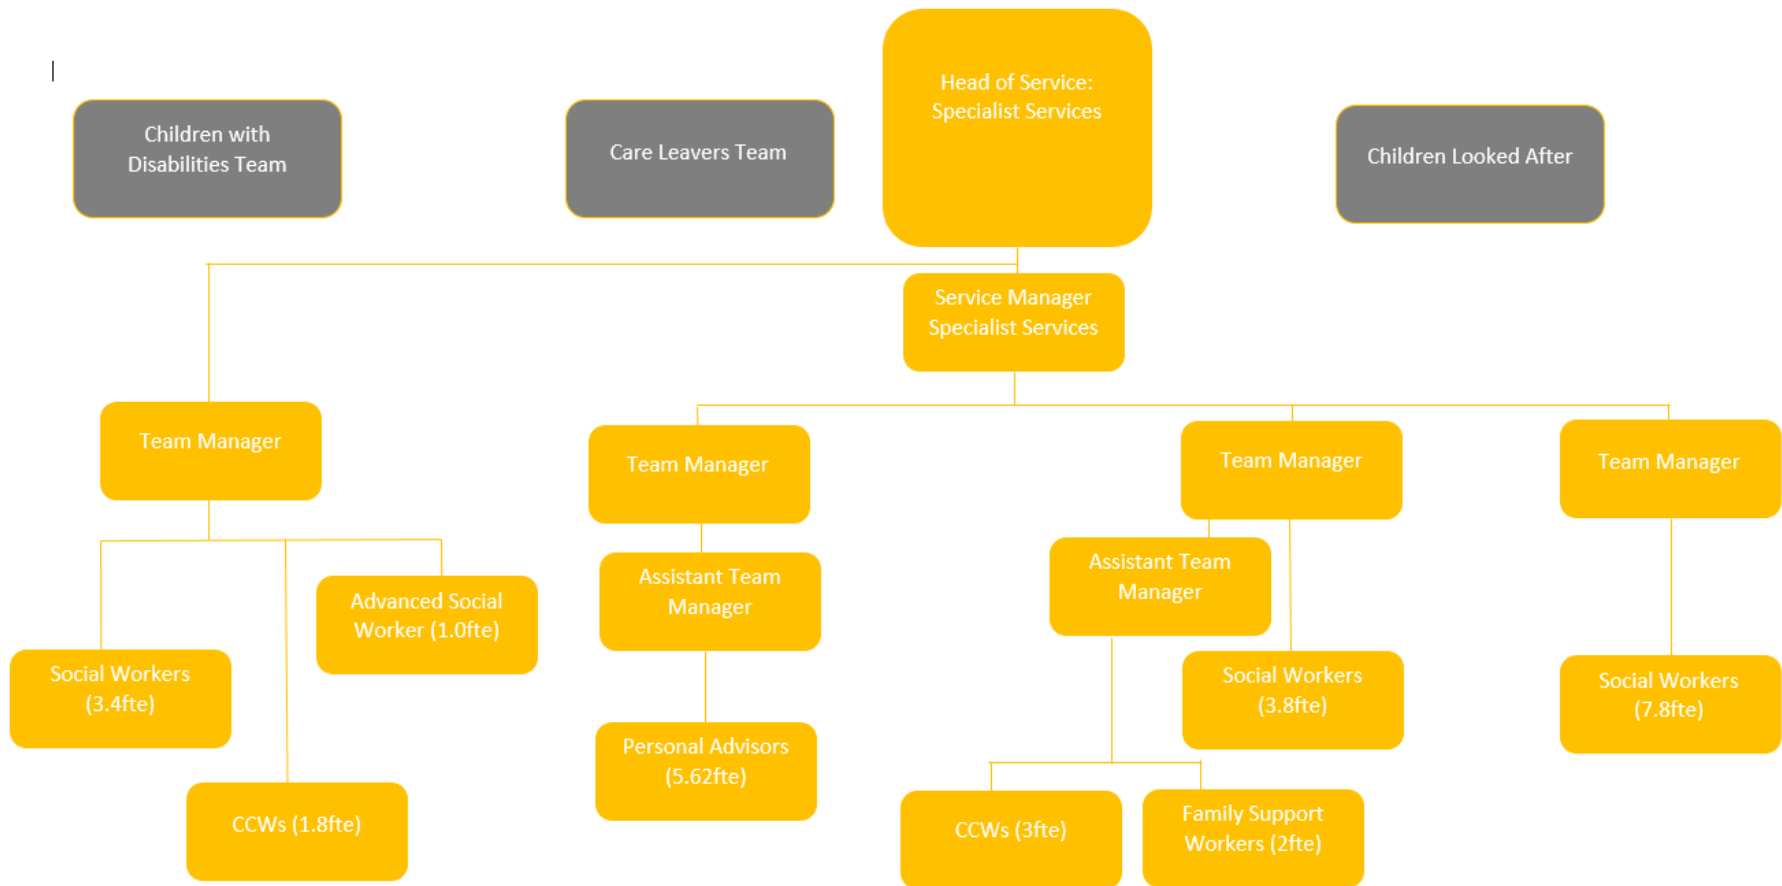 Head of Service:
Specialist Services
Children with
Disabilities Team
Care Leavers Team
Children Looked After
Service Manager
Specialist Services
Team Manager
Team Manager
Team Manager
Team Manager
Assistant Team
Manager
Assistant Team
Manager
Advanced Social
Worker (1.0fte)
Social Workers
(3.4fte)
Social Workers
(3.8fte)
Social Workers
(7.8fte)
Personal Advisors
(5.62fte)
CCWs (1.8fte)
CCWs (3fte)
Family Support
Workers (2fte)